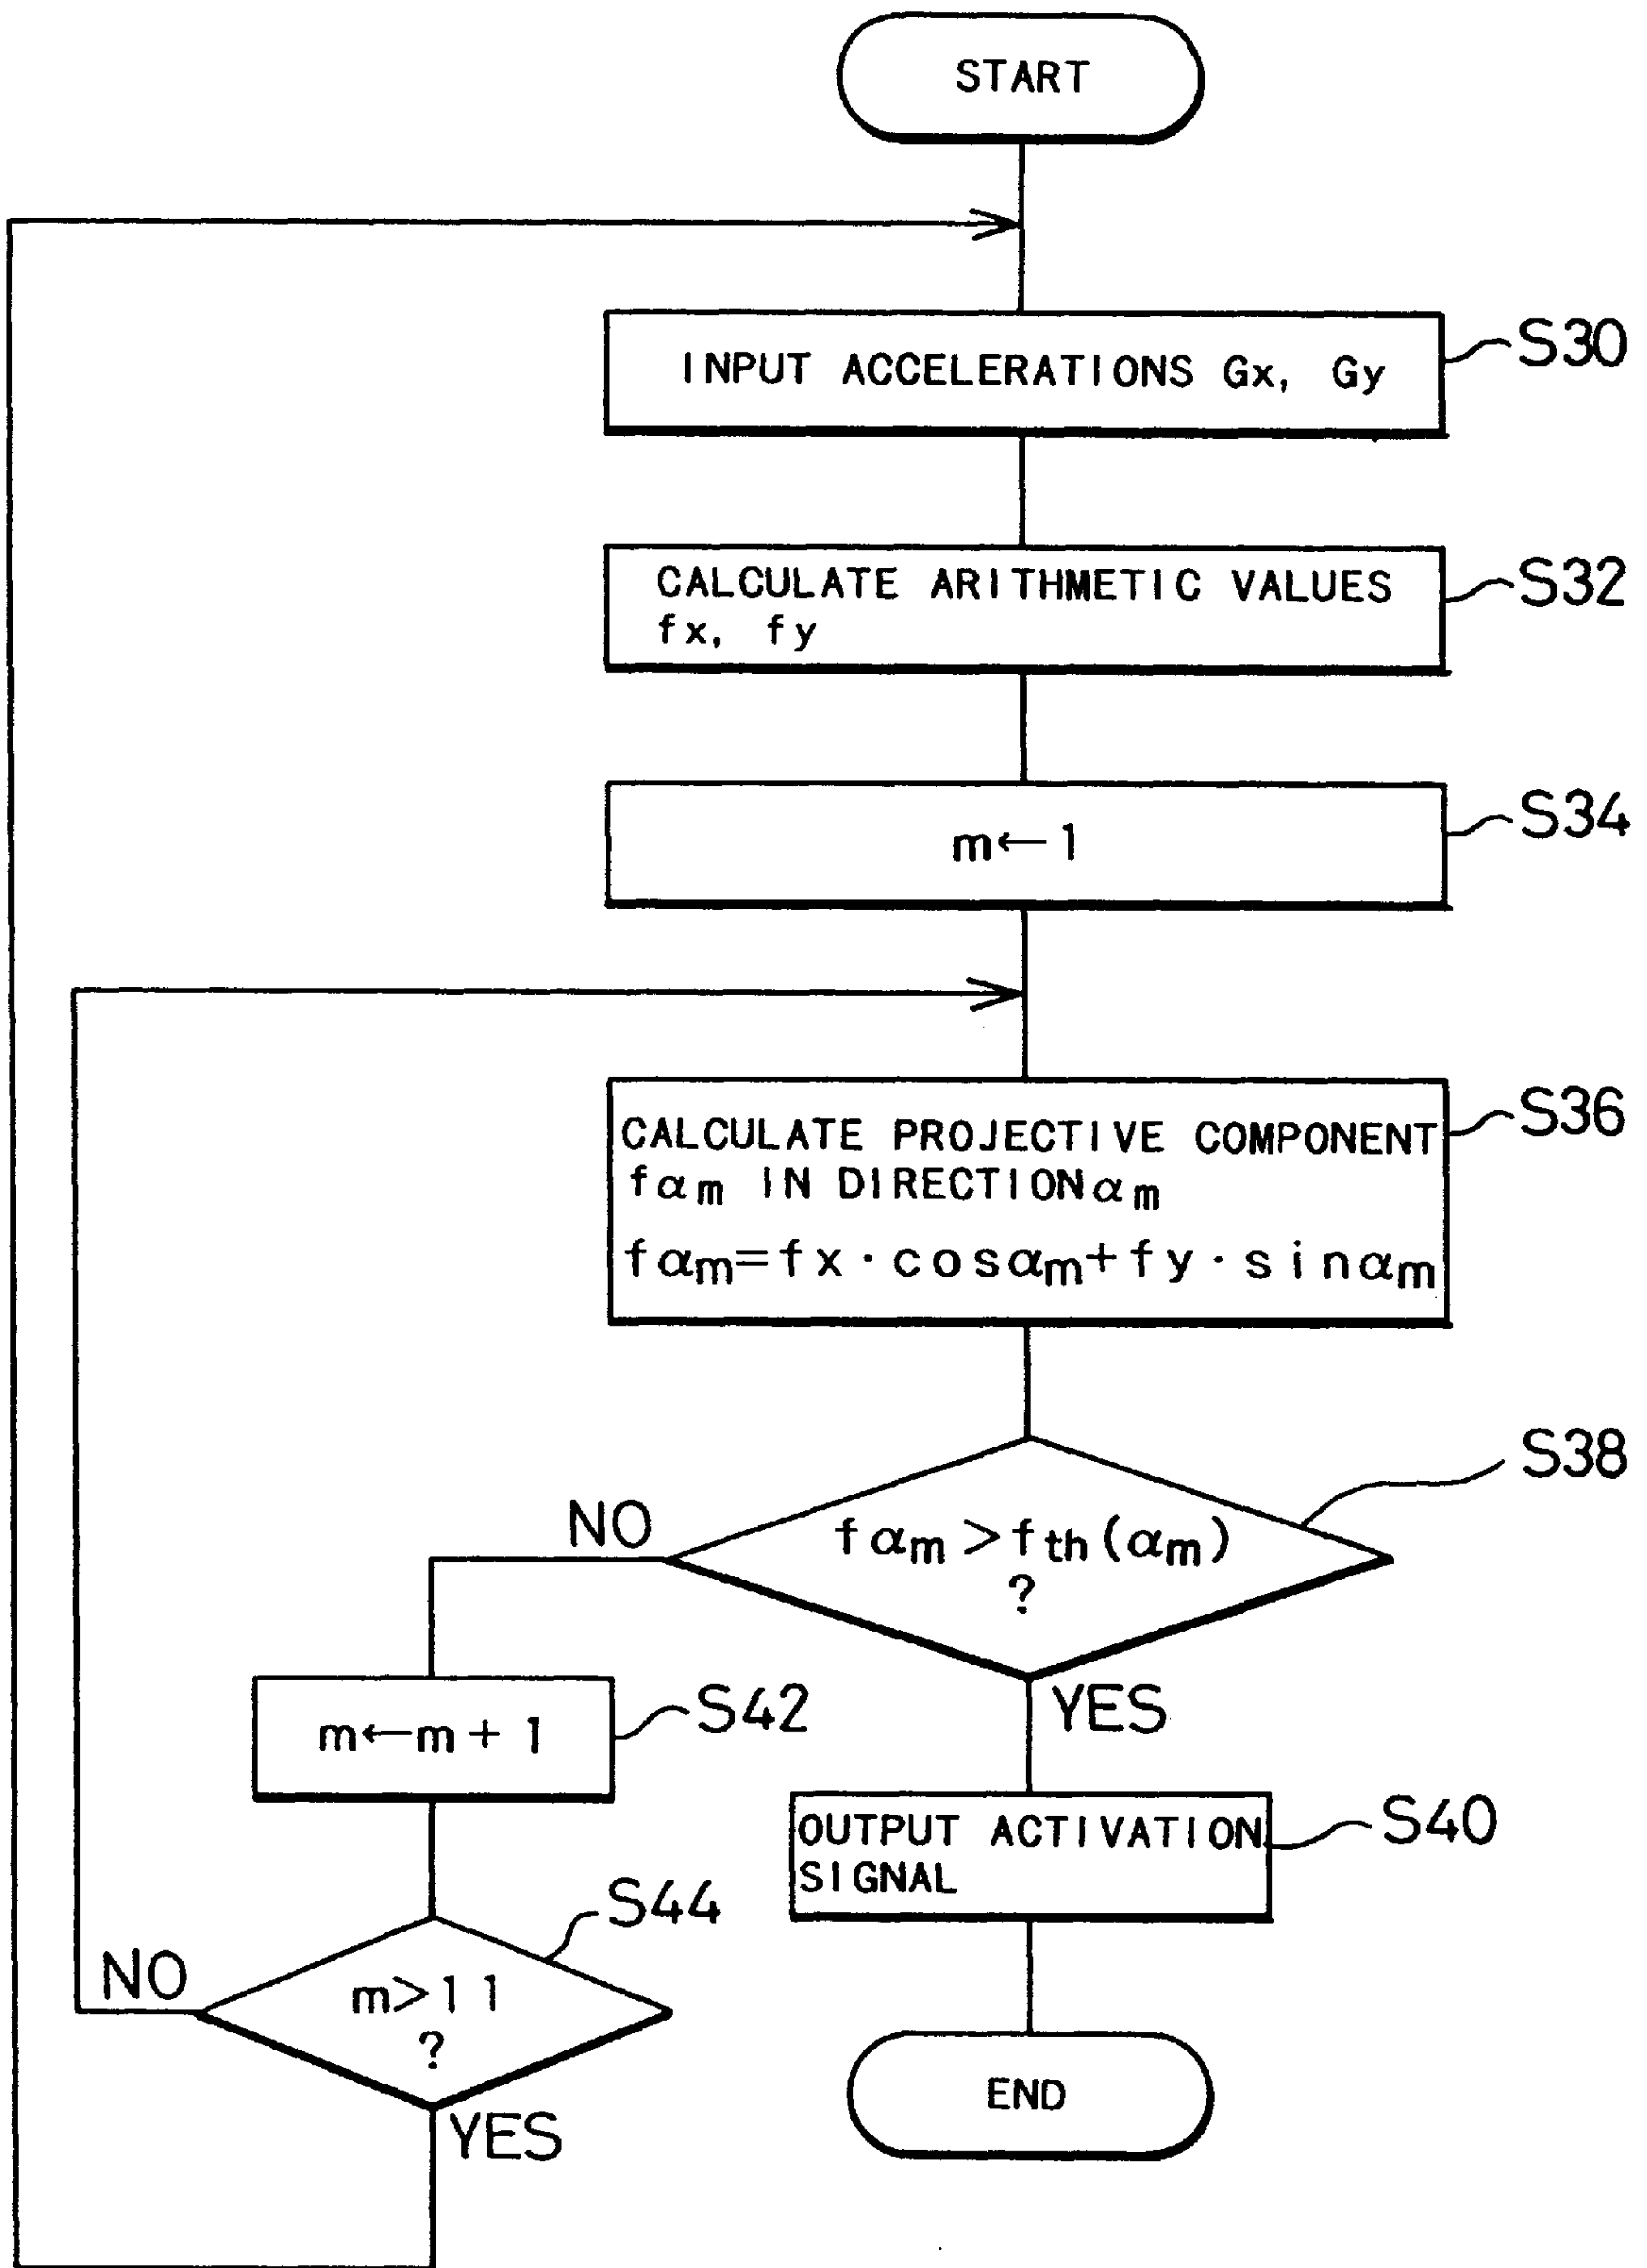 START
INPUT ACCELERATIONS Gx, Gy
S30
CALCULATE ARITHMETIC VALUES
fx, fy
S32
m←1
S34
CALCULATE PROJECTIVE COMPONENT
fαm IN DIRECTION αm
fαm=fx·cosαm+fy·sinαm
S36
fαm>fth(αm)
?
S38
NO
YES
m←m+1
S42
OUTPUT ACTIVATION
SIGNAL
S40
m>11
?
S44
NO
YES
END